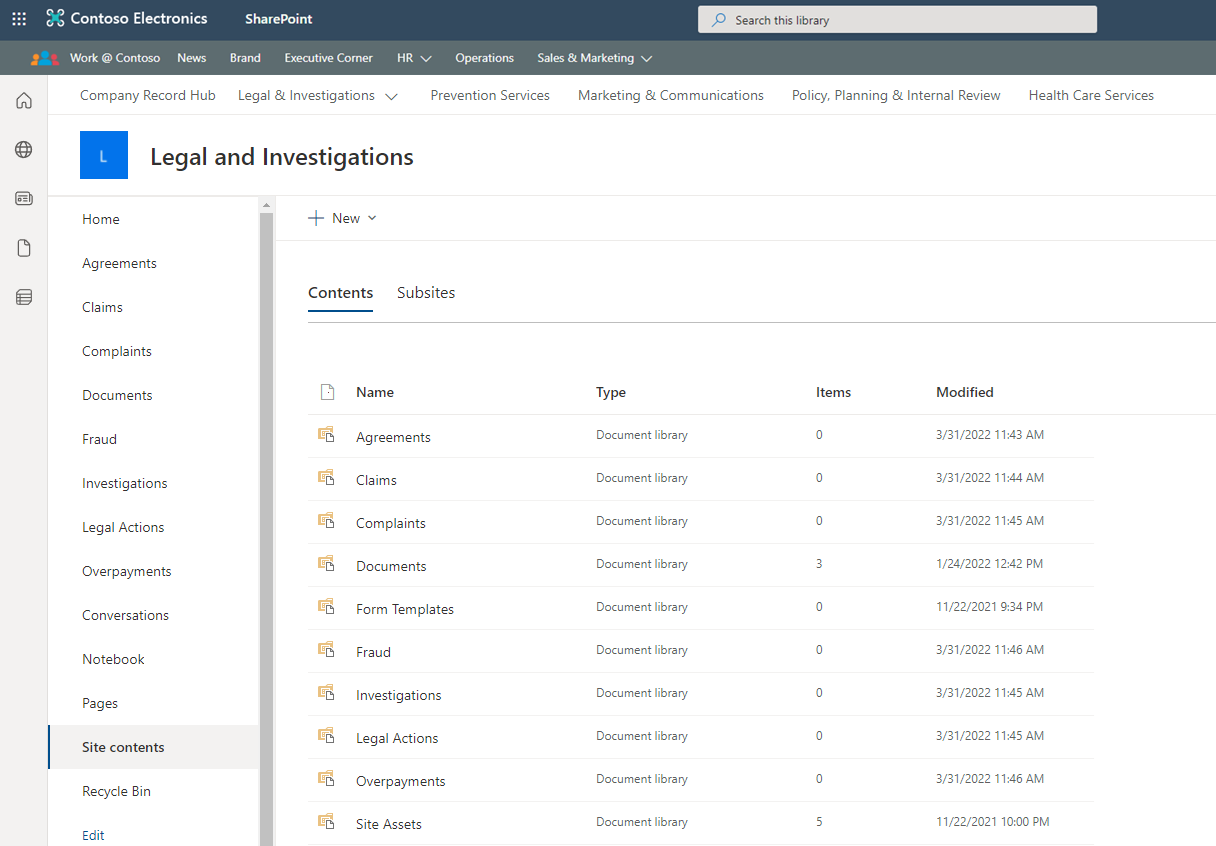 Contoso Electronics SharePoint Search this library
Work @ Contoso News Brand Executive Corner HR Operations Sales & Marketing
Company Record Hub Legal & Investigations Prevention Services Marketing & Communications Policy, Planning & Internal Review Health Care Services
L Legal and Investigations
Home
Agreements
Claims
Complaints
Documents
Fraud
Investigations
Legal Actions
Overpayments
Conversations
Notebook
Pages
Site contents
Recycle Bin
Edit
New
Contents Subsites
Name Type Items Modified
Agreements Document library 0 3/31/2022 11:43 AM
Claims Document library 0 3/31/2022 11:44 AM
Complaints Document library 0 3/31/2022 11:45 AM
Documents Document library 3 1/24/2022 12:42 PM
Form Templates Document library 0 11/22/2021 9:34 PM
Fraud Document library 0 3/31/2022 11:46 AM
Investigations Document library 0 3/31/2022 11:45 AM
Legal Actions Document library 0 3/31/2022 11:45 AM
Overpayments Document library 0 3/31/2022 11:46 AM
Site Assets Document library 5 11/22/2021 10:00 PM